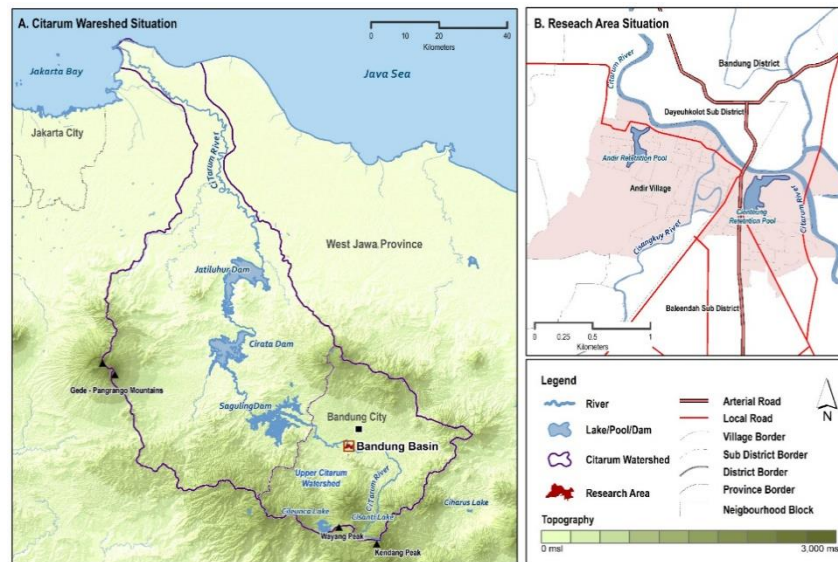 A. Citarum Wareshed Situation
0 10 20 40
Kilometers
Jakarta Bay
Java Sea
Jakarta City
CiTarum River
West Jawa Province
Jatiluhur Dam
Cirata Dam
Gede - Pangrango Mountains
SagulingDam
Bandung City
Bandung Basin
Upper Citarum
Watershed
CiTarum River
Cileunca Lake
Cisanti Lake
Ciharus Lake
Wayang Peak
Kendang Peak
B. Reseach Area Situation
Citarum River
Bandung District
Dayeuhkolot Sub District
Andir Retention Pool
Andir Village
Cieunteung
Retention Pool
Citarum River
Cisangkuy River
Baleendah Sub District
0 0.25 0.5 1
Kilometers
Legend
River
Lake/Pool/Dam
Citarum Watershed
Research Area
Arterial Road
Local Road
Village Border
Sub District Border
District Border
Province Border
Neigbourhood Block
N
Topography
0 msl 3,000 msl